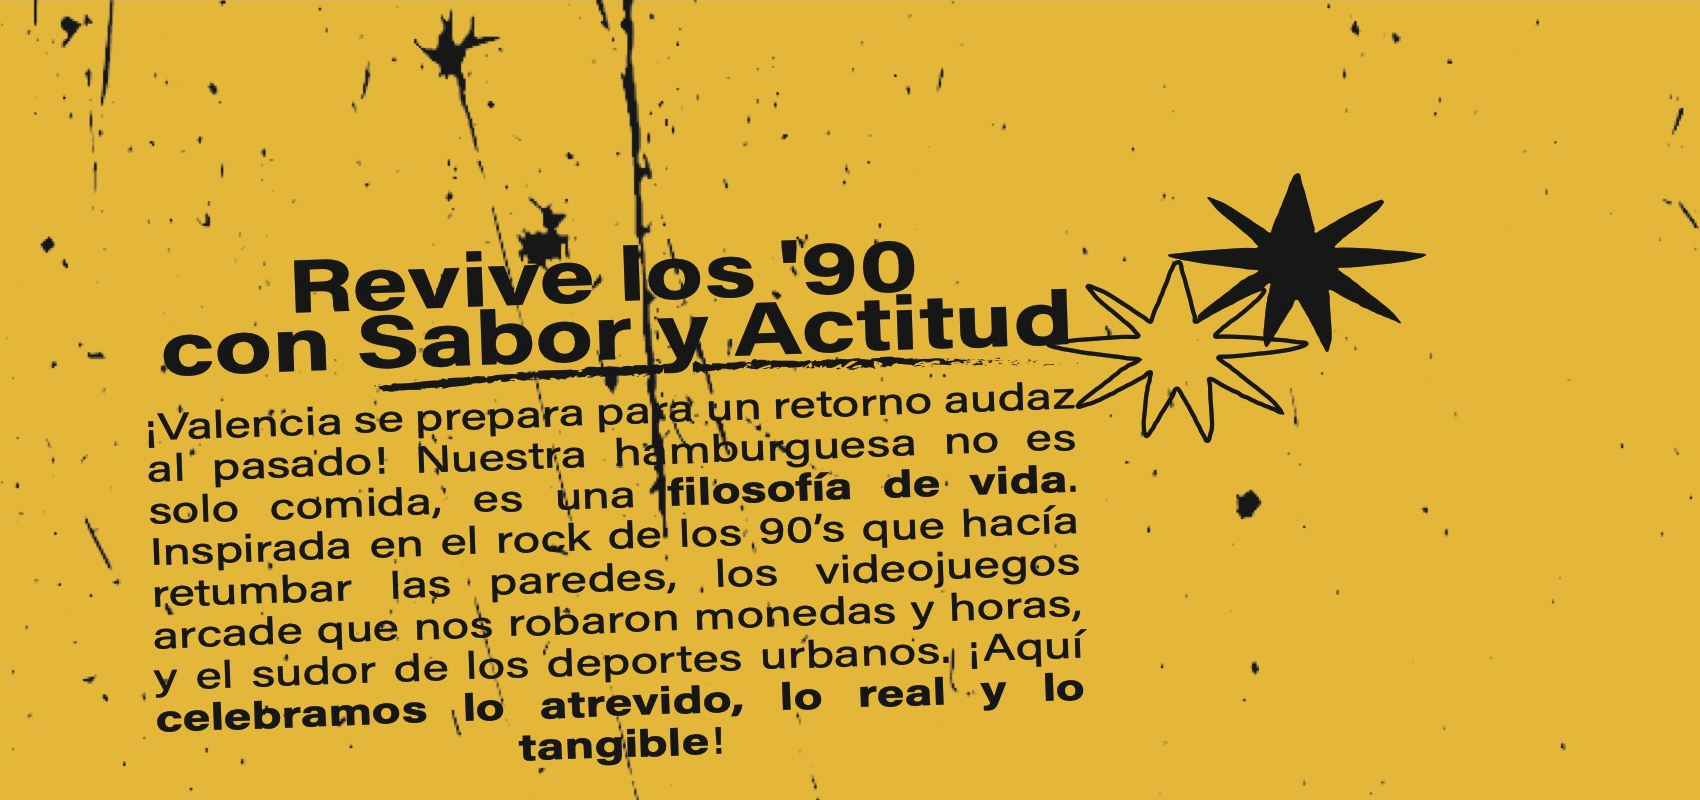 Revive los '90
con Sabor y Actitud
¡Valencia se prepara para un retorno audaz
al pasado! Nuestra hamburguesa no es
solo comida, es una filosofía de vida.
Inspirada en el rock de los 90’s que hacía
retumbar las paredes, los videojuegos
arcade que nos robaron monedas y horas,
y el sudor de los deportes urbanos. ¡Aquí
celebramos lo atrevido, lo real y lo
tangible!